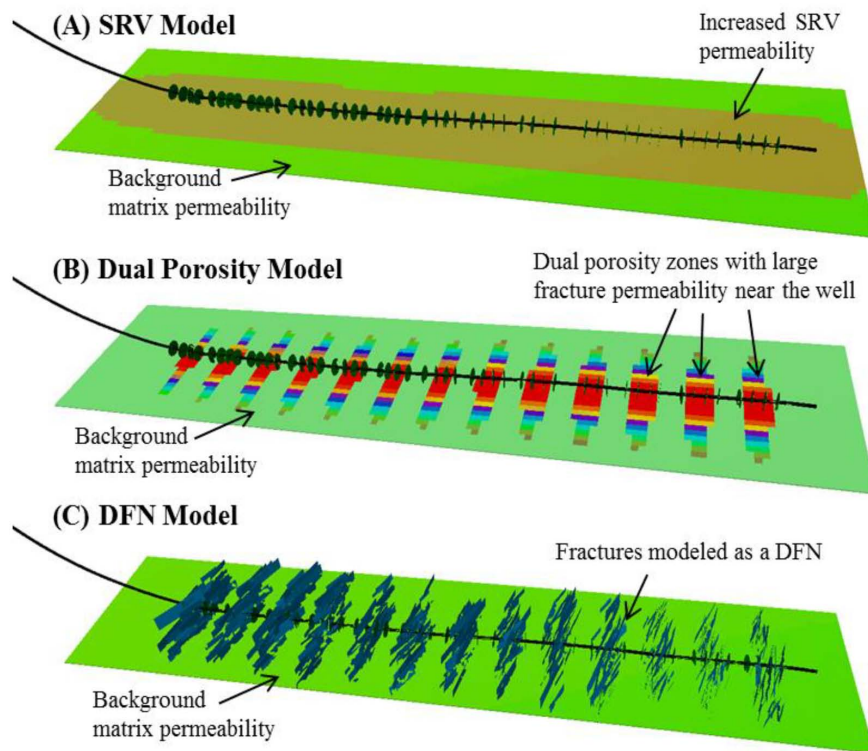 (A) SRV Model
Increased SRV
permeability
Background
matrix permeability
(B) Dual Porosity Model
Dual porosity zones with large
fracture permeability near the well
Background
matrix permeability
(C) DFN Model
Fractures modeled as a DFN
Background
matrix permeability